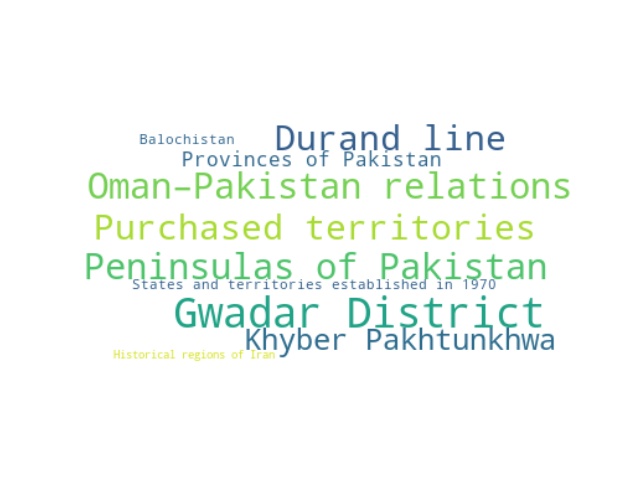 Balochistan
Durand line
Provinces of Pakistan
Oman–Pakistan relations
Purchased territories
Peninsulas of Pakistan
States and territories established in 1970
Gwadar District
Khyber Pakhtunkhwa
Historical regions of Iran